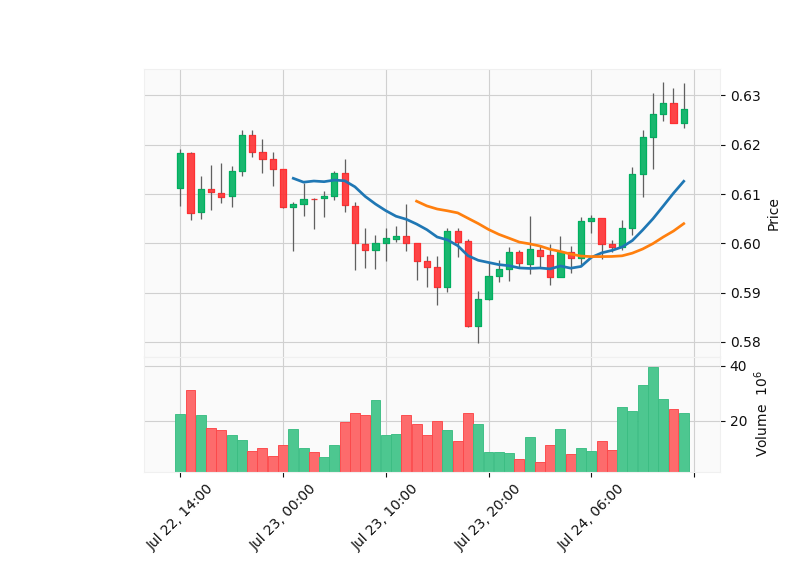 0.63
0.62
0.61
0.60
0.59
0.58
Price
40
20
Volume 10^6
Jul 22, 14:00
Jul 23, 00:00
Jul 23, 10:00
Jul 23, 20:00
Jul 24, 06:00